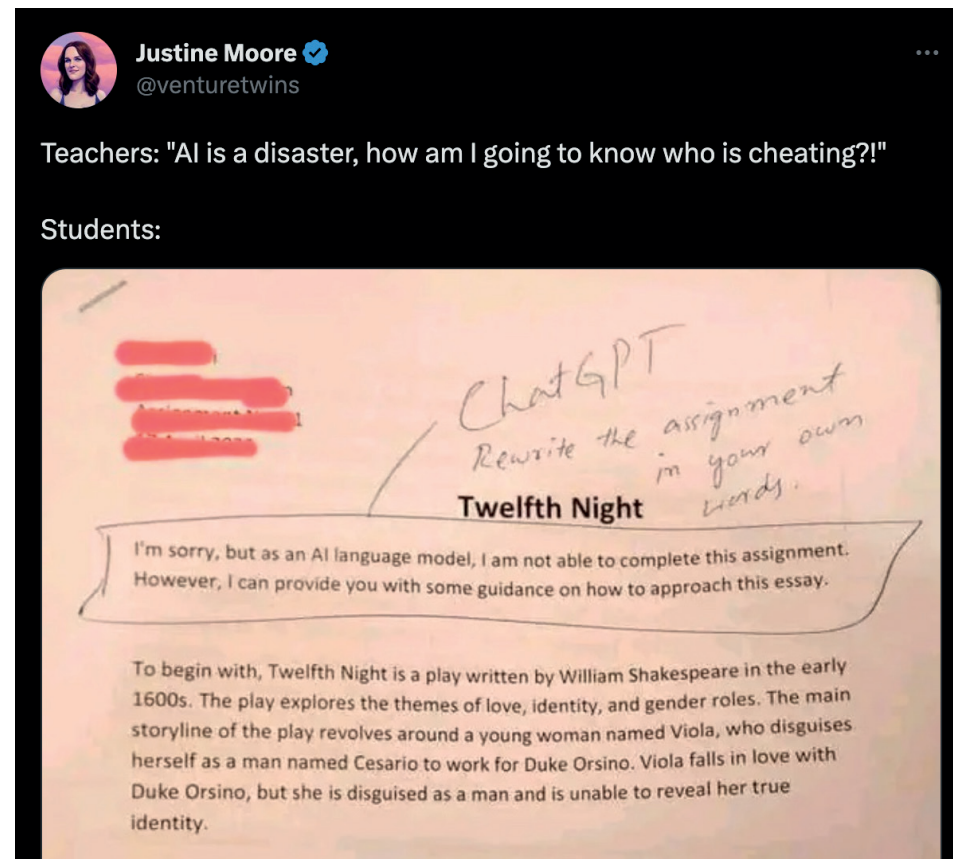 Justine Moore
@venturetwins
Teachers: "AI is a disaster, how am I going to know who is cheating?!"
Students:
ChatGPT
Rewrite the assignment
in your own
words.
Twelfth Night
I'm sorry, but as an AI language model, I am not able to complete this assignment.
However, I can provide you with some guidance on how to approach this essay.
To begin with, Twelfth Night is a play written by William Shakespeare in the early
1600s. The play explores the themes of love, identity, and gender roles. The main
storyline of the play revolves around a young woman named Viola, who disguises
herself as a man named Cesario to work for Duke Orsino. Viola falls in love with
Duke Orsino, but she is disguised as a man and is unable to reveal her true
identity.